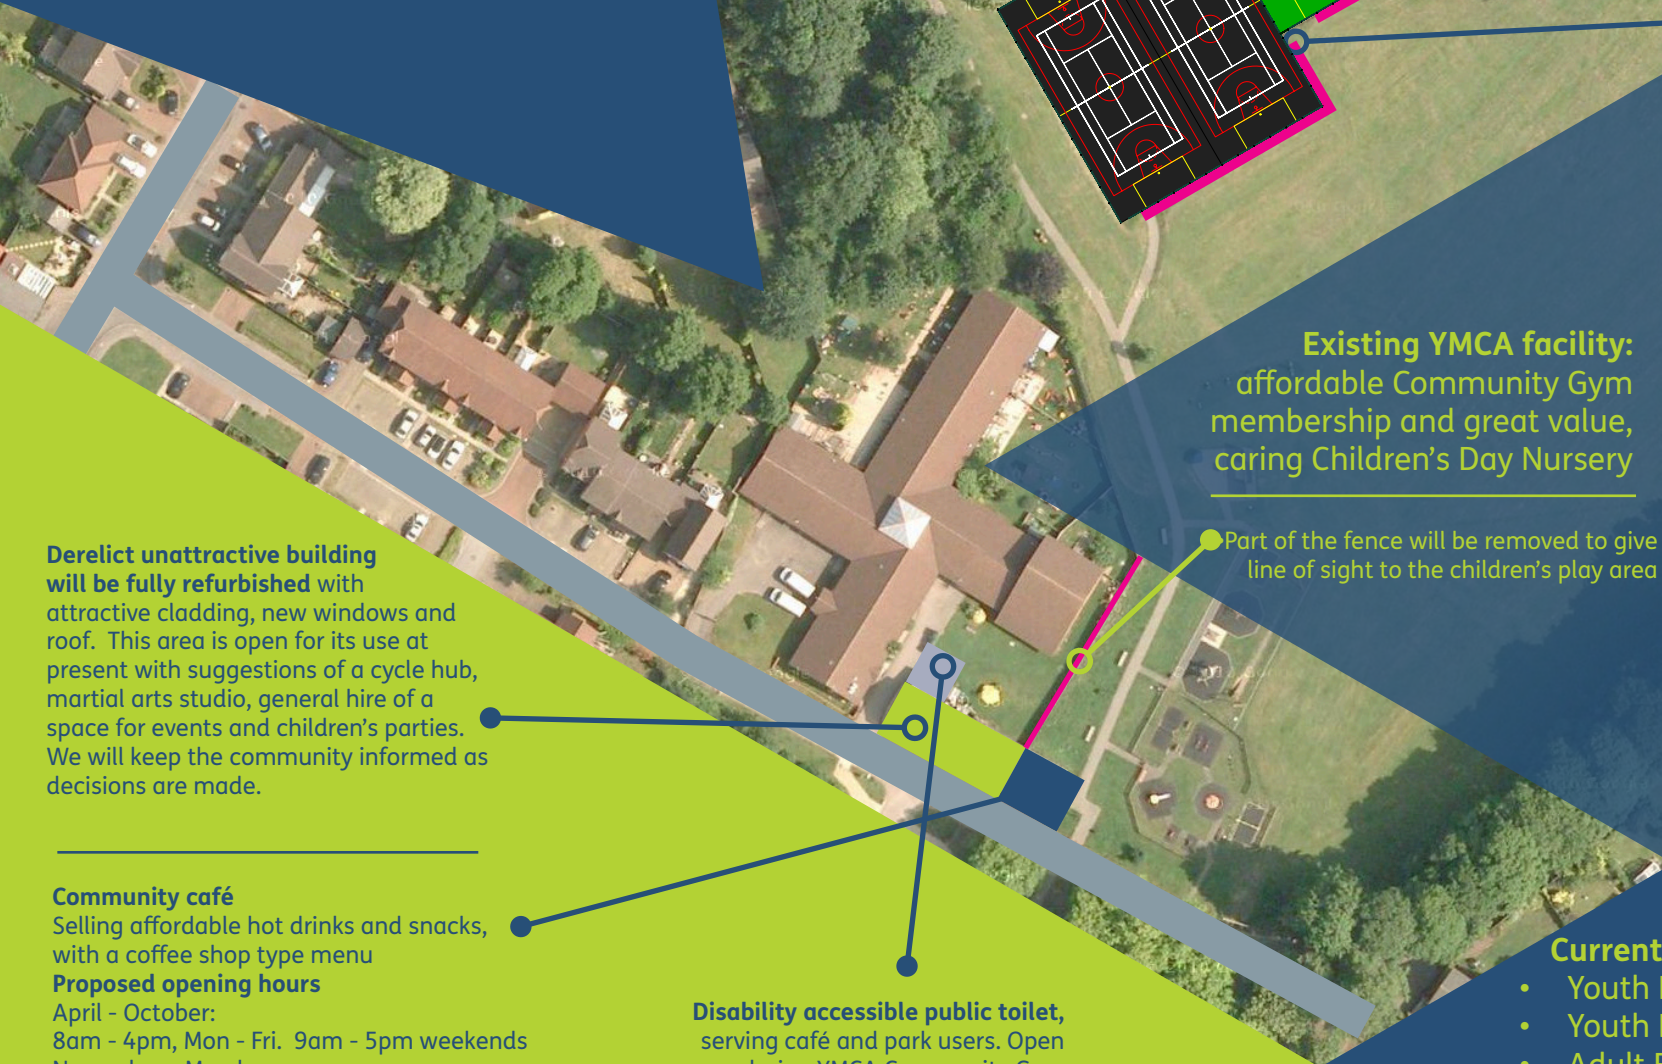 Existing YMCA facility:
affordable Community Gym
membership and great value,
caring Children's Day Nursery
Part of the fence will be removed to give
line of sight to the children's play area
Derelict unattractive building
will be fully refurbished with
attractive cladding, new windows and
roof.  This area is open for its use at
present with suggestions of a cycle hub,
martial arts studio, general hire of a
space for events and children's parties.
We will keep the community informed as
decisions are made.
Community café
Selling affordable hot drinks and snacks,
with a coffee shop type menu
Proposed opening hours
April - October:
8am - 4pm, Mon - Fri.  9am - 5pm weekends
Disability accessible public toilet,
serving café and park users. Open
Current
• Youth
• Youth